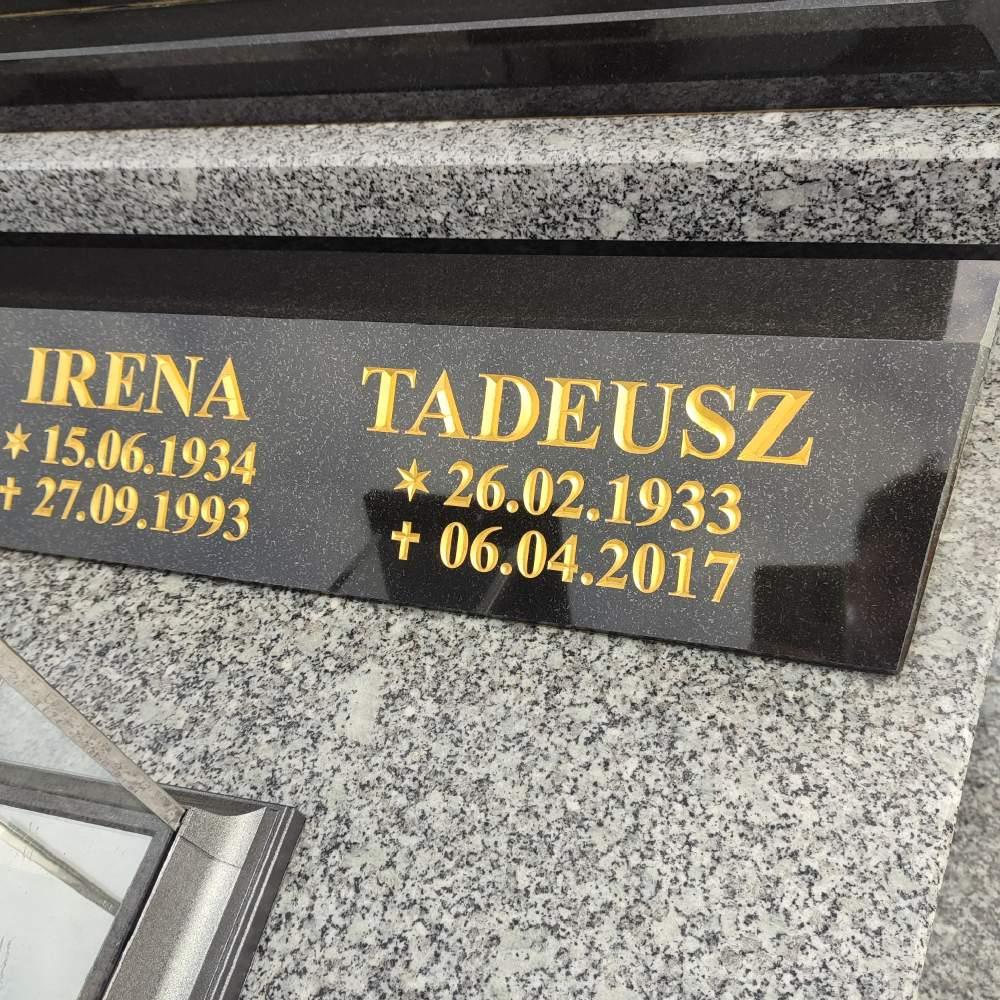 IRENA
★ 15.06.1934
✝ 27.09.1993
TADEUSZ
★ 26.02.1933
✝ 06.04.2017